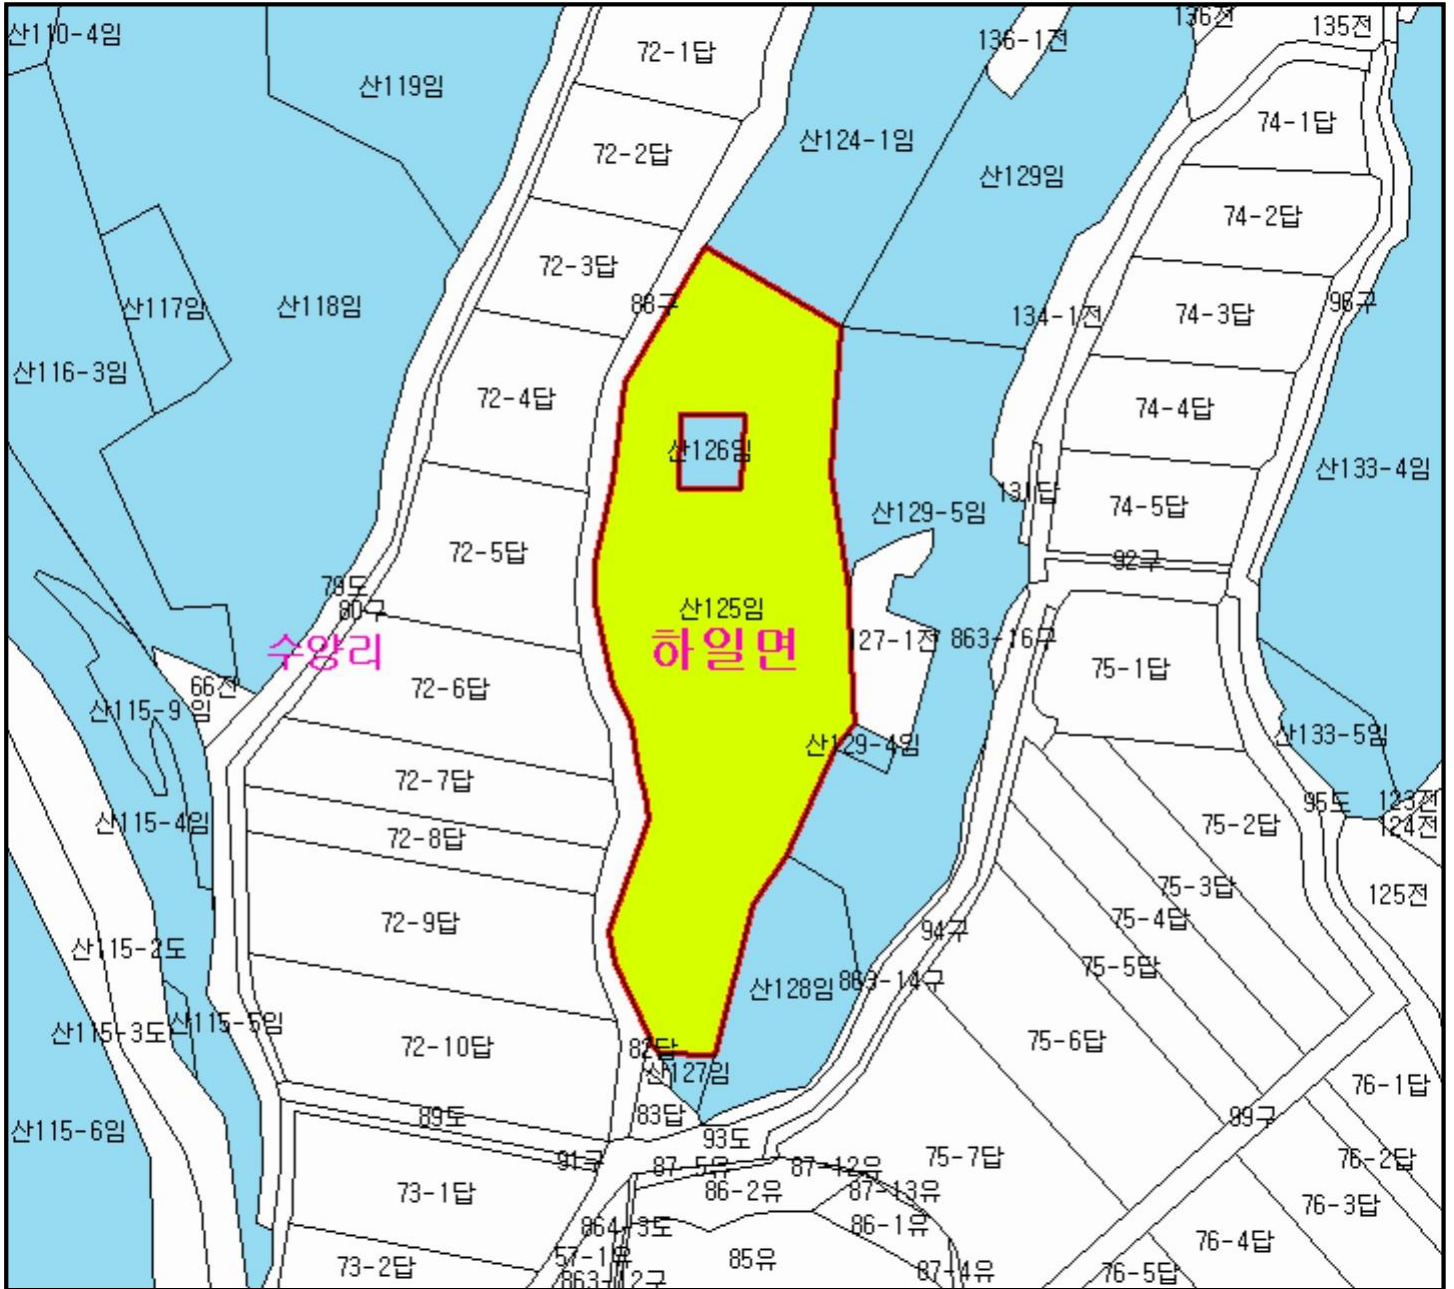 136전
135전
산110-4임
136-1전
72-1답
산119임
74-1답
산124-1임
72-2답
산129임
74-2답
72-3답
88구
산117임
산118임
96구
134-1전
74-3답
산116-3임
72-4답
74-4답
산126임
산133-4임
131답
74-5답
산129-5임
72-5답
92구
79도
80구
산125임
수양리
하일면
127-1전
863-16구
75-1답
66전
72-6답
산115-9임
산129-4임
산133-5임
72-7답
95도
123전
124전
산115-4임
72-8답
75-2답
75-3답
125전
75-4답
72-9답
94구
산115-2도
75-5답
863-14구
산128임
산115-5임
산115-3도
72-10답
82답
75-6답
산127임
76-1답
89도
83답
99구
산115-6임
93도
91구
87-5유
87-12유
75-7답
76-2답
73-1답
86-2유
87-13유
76-3답
864-3도
86-1유
76-4답
57-1유
85유
73-2답
87-4유
76-5답
863-12구